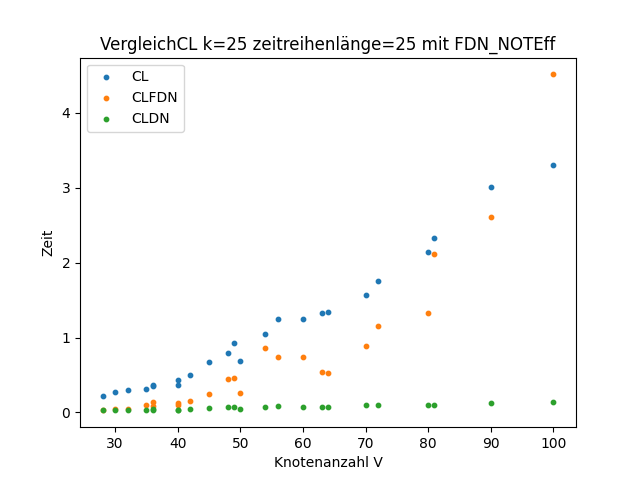 VergleichCL k=25 zeitreihenlänge=25 mit FDN_NOTEff
CL
CLFDN
CLDN
4
3
2
1
0
Zeit
30 40 50 60 70 80 90 100
Knotenanzahl V